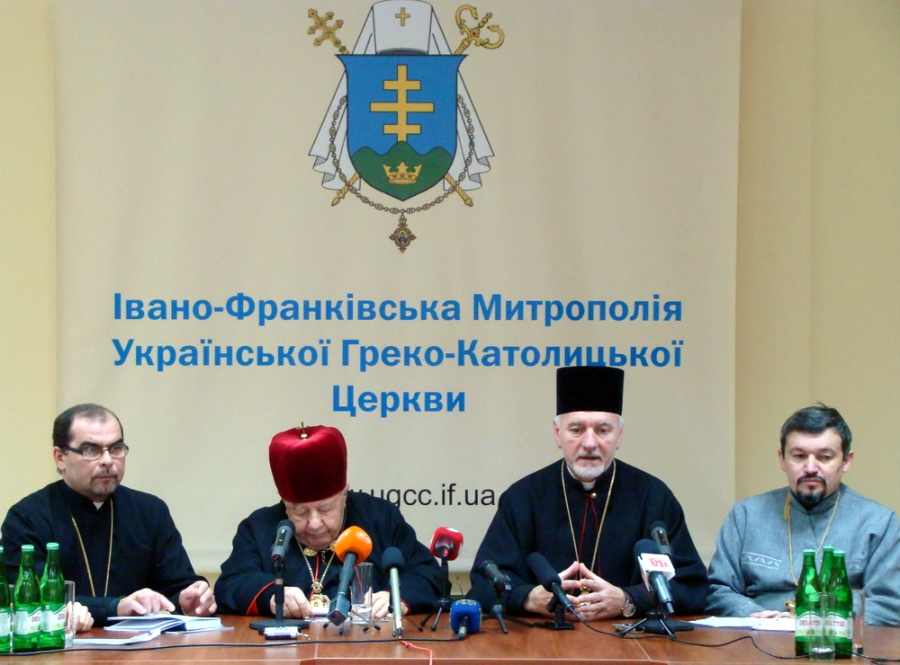 Івано-Франківська Митрополія
Української Греко-Католицької
Церкви
ugcc.if.ua